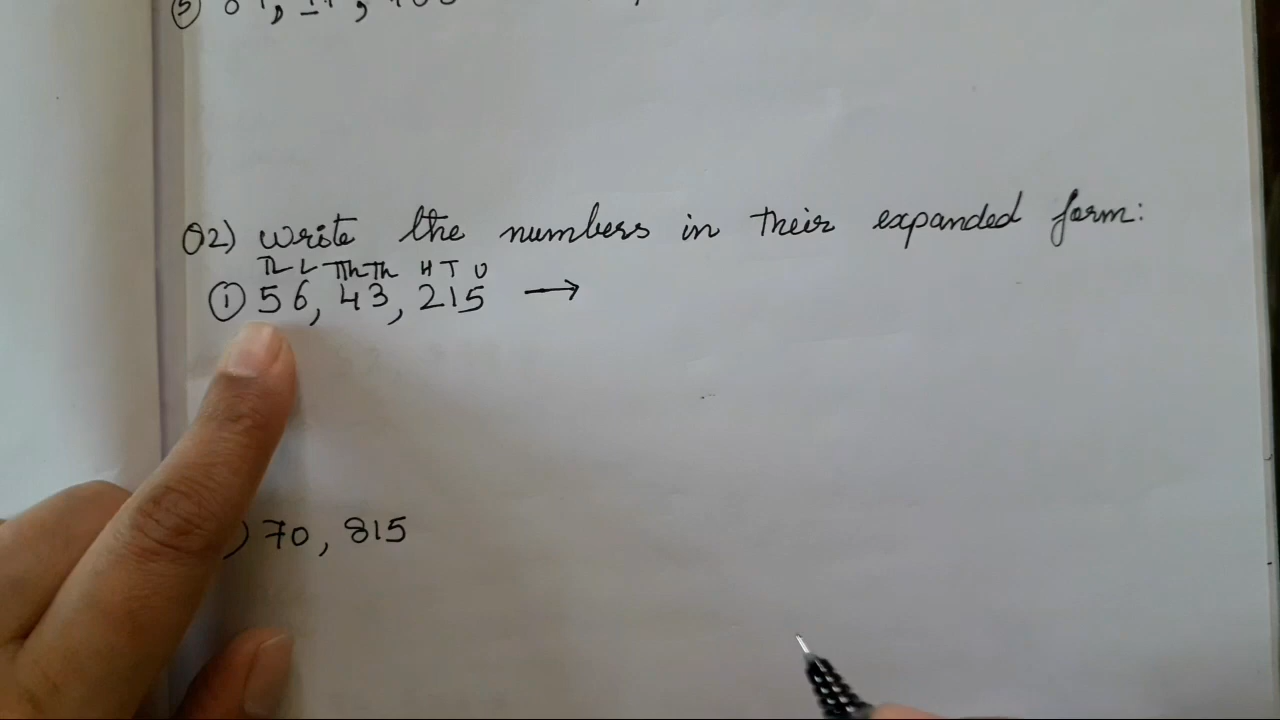 Q2) Write the numbers in their expanded form:
TL L TTh Th H T U
① 56, 43, 215 →
) 70, 815